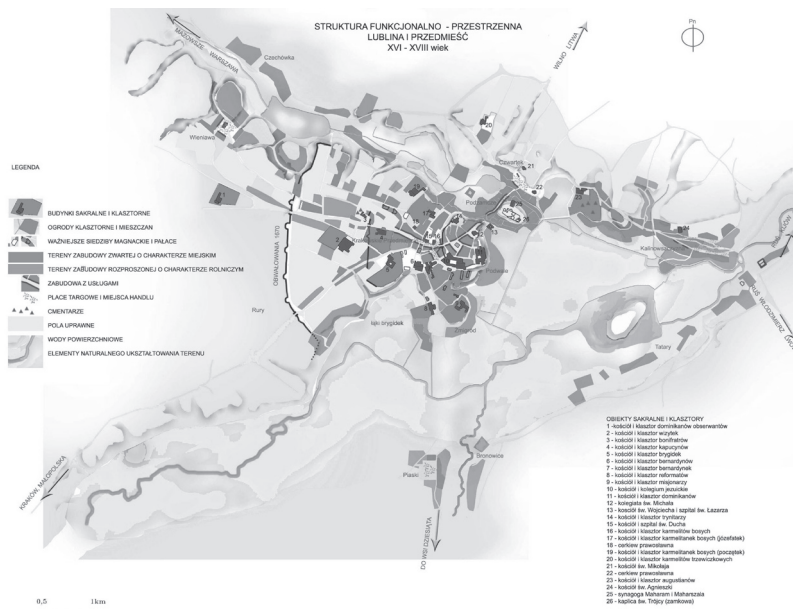 STRUKTURA FUNKCJONALNO - PRZESTRZENNA
LUBLINA I PRZEDMIEŚĆ
XVI - XVIII wiek
Pn
MAZOWSZE - WARSZAWA
WILNO LITWA
Czechówka
Wieniawa
Czwartek
Kalinowszczyzna
OBWAŁOWANIA 1870
Rury
łąki brygidek
Żmigród
Tatary
Bronowice
Piaski
KRAKÓW, MAŁOPOLSKA
DO WSI DZIESIĄTA
LEGENDA
BUDYNKI SAKRALNE I KLASZTORNE
OGRODY KLASZTORNE I MIESZCZAN
WAŻNIEJSZE SIEDZIBY MAGNACKIE I PAŁACE
TERENY ZABUDOWY ZWARTEJ O CHARAKTERZE MIEJSKIM
TERENY ZABUDOWY ROZPROSZONEJ O CHARAKTERZE ROLNICZYM
ZABUDOWA Z USŁUGAMI
PLACE TARGOWE I MIEJSCA HANDLU
CMENTARZE
POLA UPRAWNE
WODY POWIERZCHNIOWE
ELEMENTY NATURALNEGO UKSZTAŁTOWANIA TERENU
OBIEKTY SAKRALNE I KLASZTORY
1 -kościół i klasztor dominikanów obserwantów
2 - kościół i klasztor wizytek
3 - kościół i klasztor bonifratrów
4 - kościół i klasztor kapucynów
5 - kościół i klasztor brygidek
6 - kościół i klasztor bernardynów
7 - kościół i klasztor bernardynek
8 - kościół i klasztor reformatów
9 - kościół i klasztor misjonarzy
10 - kościół i kolegium jezuickie
11 - kościół i klasztor dominikanów
12 - kolegiata św. Michała
13 - kościół św. Wojciecha i szpital św. Łazarza
14 - kościół i klasztor trynitarzy
15 - kościół i szpital św. Ducha
16 - kościół i klasztor karmelitów bosych
17 - kościół i klasztor karmelitanek bosych (józefatek)
18 - cerkiew prawosławna
19 - kościół i klasztor karmelitanek bosych (początek)
20 - kościół i klasztor karmelitów trzewiczkowych
21 - kościół św. Mikołaja
22 - cerkiew prawosławna
23 - kościół i klasztor augustianów
24 - kościół św. Agnieszki
25 - synagoga Maharam i Maharszala
26 - kaplica św. Trójcy (zamkowa)
0,5 1km